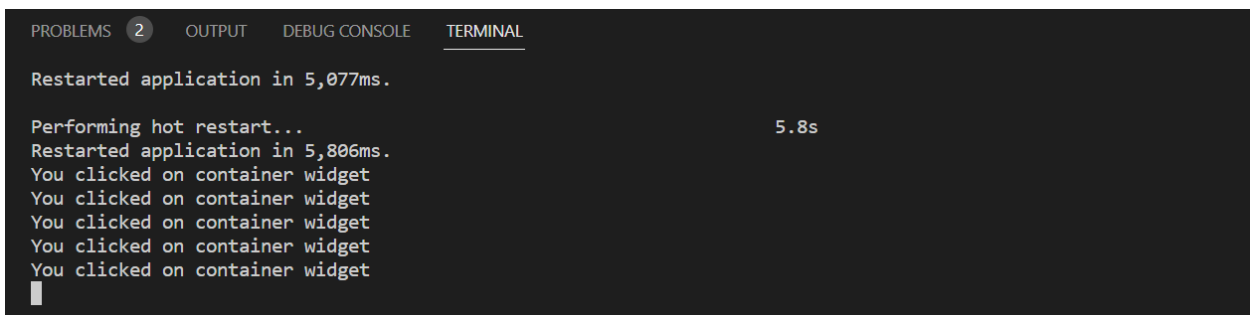 PROBLEMS 2 OUTPUT DEBUG CONSOLE TERMINAL
Restarted application in 5,077ms.
Performing hot restart... 5.8s
Restarted application in 5,806ms.
You clicked on container widget
You clicked on container widget
You clicked on container widget
You clicked on container widget
You clicked on container widget